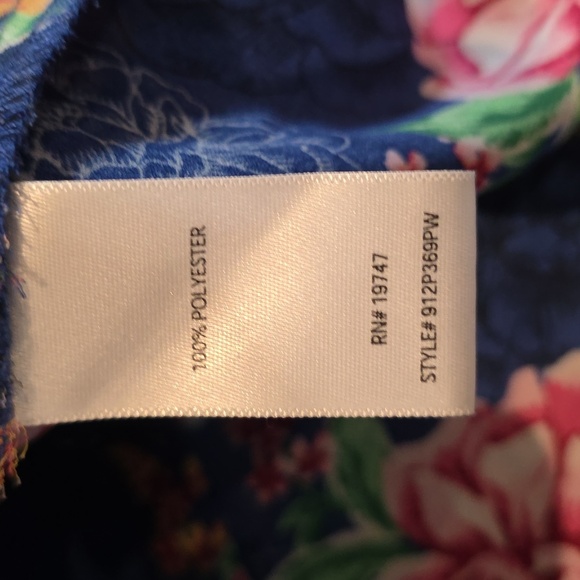 100% POLYESTER
RN# 19747
STYLE# 912P369PW